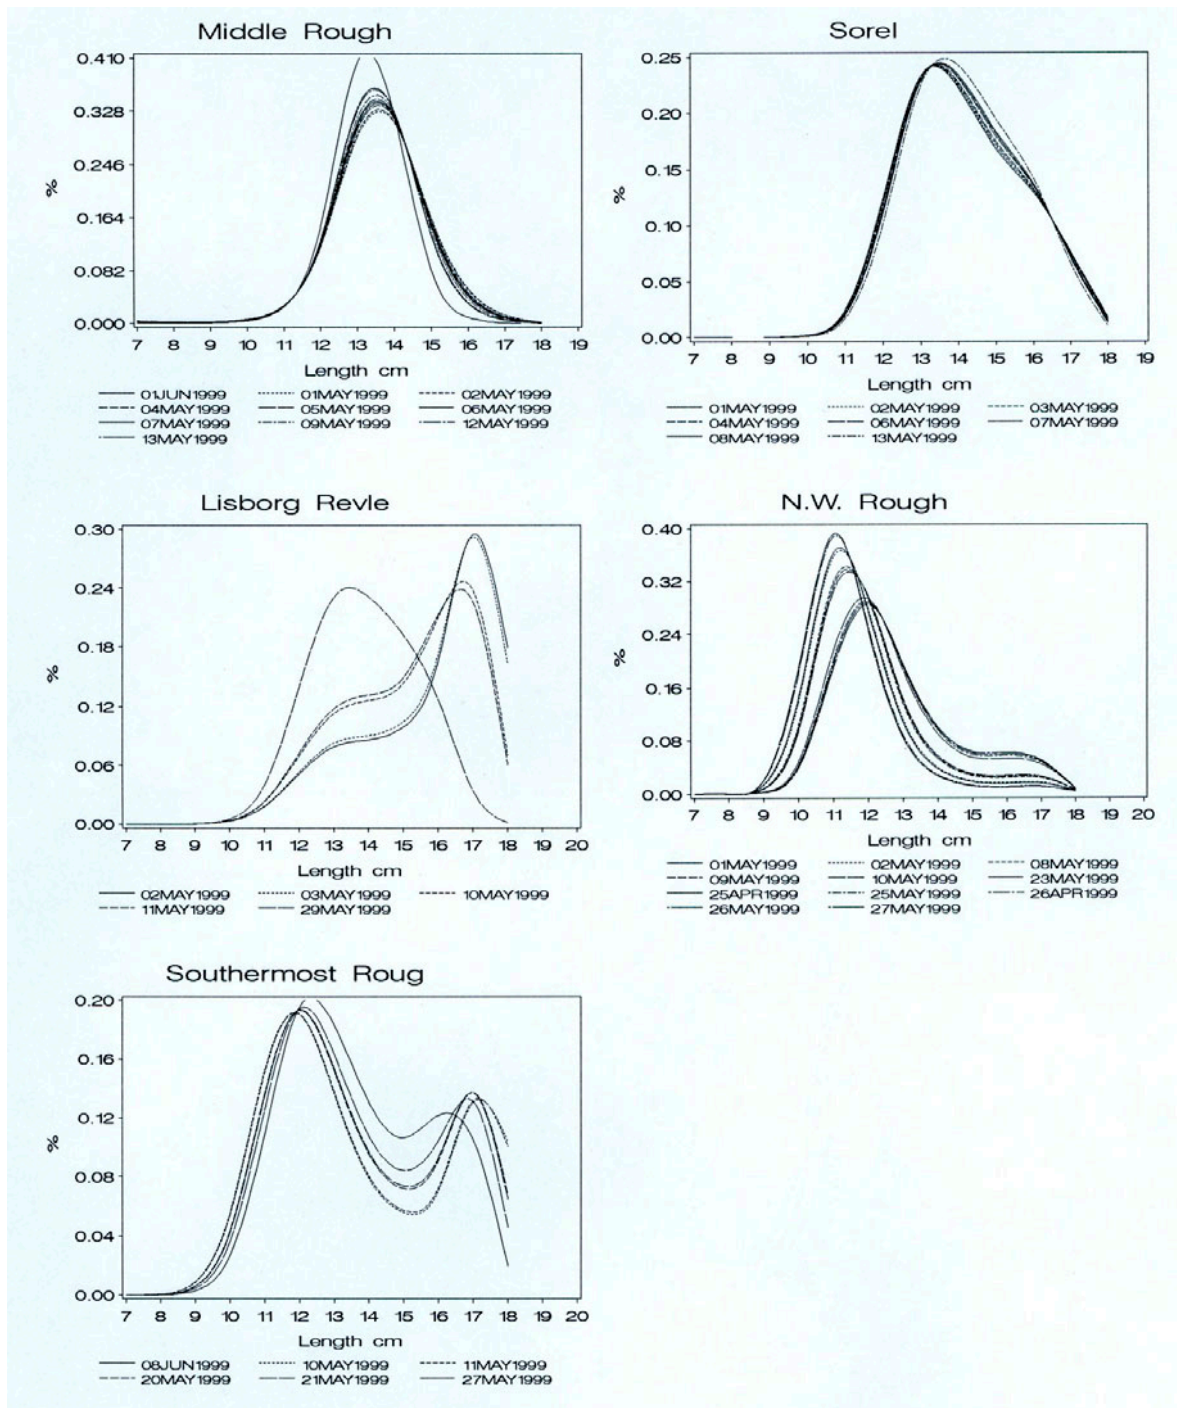 Middle Rough
0.410
0.328
0.246
0.164
0.082
0.000
%
7 8 9 10 11 12 13 14 15 16 17 18 19
Length cm
01JUN1999 01MAY1999 02MAY1999
04MAY1999 05MAY1999 06MAY1999
07MAY1999 09MAY1999 12MAY1999
13MAY1999
Sorel
0.25
0.20
0.15
0.10
0.05
0.00
%
7 8 9 10 11 12 13 14 15 16 17 18 19
Length cm
01MAY1999 02MAY1999 03MAY1999
04MAY1999 06MAY1999 07MAY1999
08MAY1999 13MAY1999
Lisborg Revle
0.30
0.24
0.18
0.12
0.06
0.00
%
7 8 9 10 11 12 13 14 15 16 17 18 19 20
Length cm
02MAY1999 03MAY1999 10MAY1999
11MAY1999 29MAY1999
N.W. Rough
0.40
0.32
0.24
0.16
0.08
0.00
%
7 8 9 10 11 12 13 14 15 16 17 18 19 20
Length cm
01MAY1999 02MAY1999 08MAY1999
09MAY1999 10MAY1999 23MAY1999
25APR1999 25MAY1999 26APR1999
26MAY1999 27MAY1999
Southermost Roug
0.20
0.16
0.12
0.08
0.04
0.00
%
7 8 9 10 11 12 13 14 15 16 17 18 19 20
Length cm
08JUN1999 10MAY1999 11MAY1999
20MAY1999 21MAY1999 27MAY1999